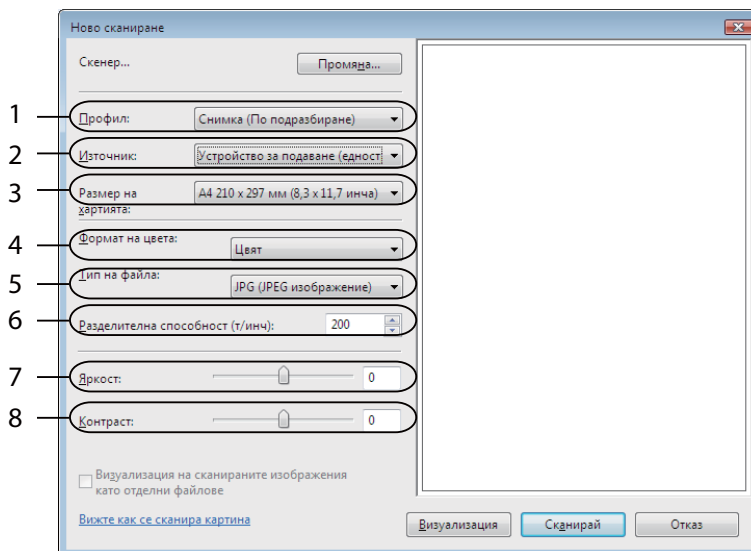 Ново сканиране
Скенер... Промяна...
1 Профил: Снимка (По подразбиране)
2 Източник: Устройство за подаване (едност
3 Размер на хартията: A4 210 x 297 мм (8,3 x 11,7 инча)
4 Формат на цвета: Цвят
5 Тип на файла: JPG (JPEG изображение)
6 Разделителна способност (т/инч): 200
7 Яркост: 0
8 Контраст: 0
Визуализация на сканираните изображения
като отделни файлове
Вижте как се сканира картина
Визуализация Сканирай Отказ